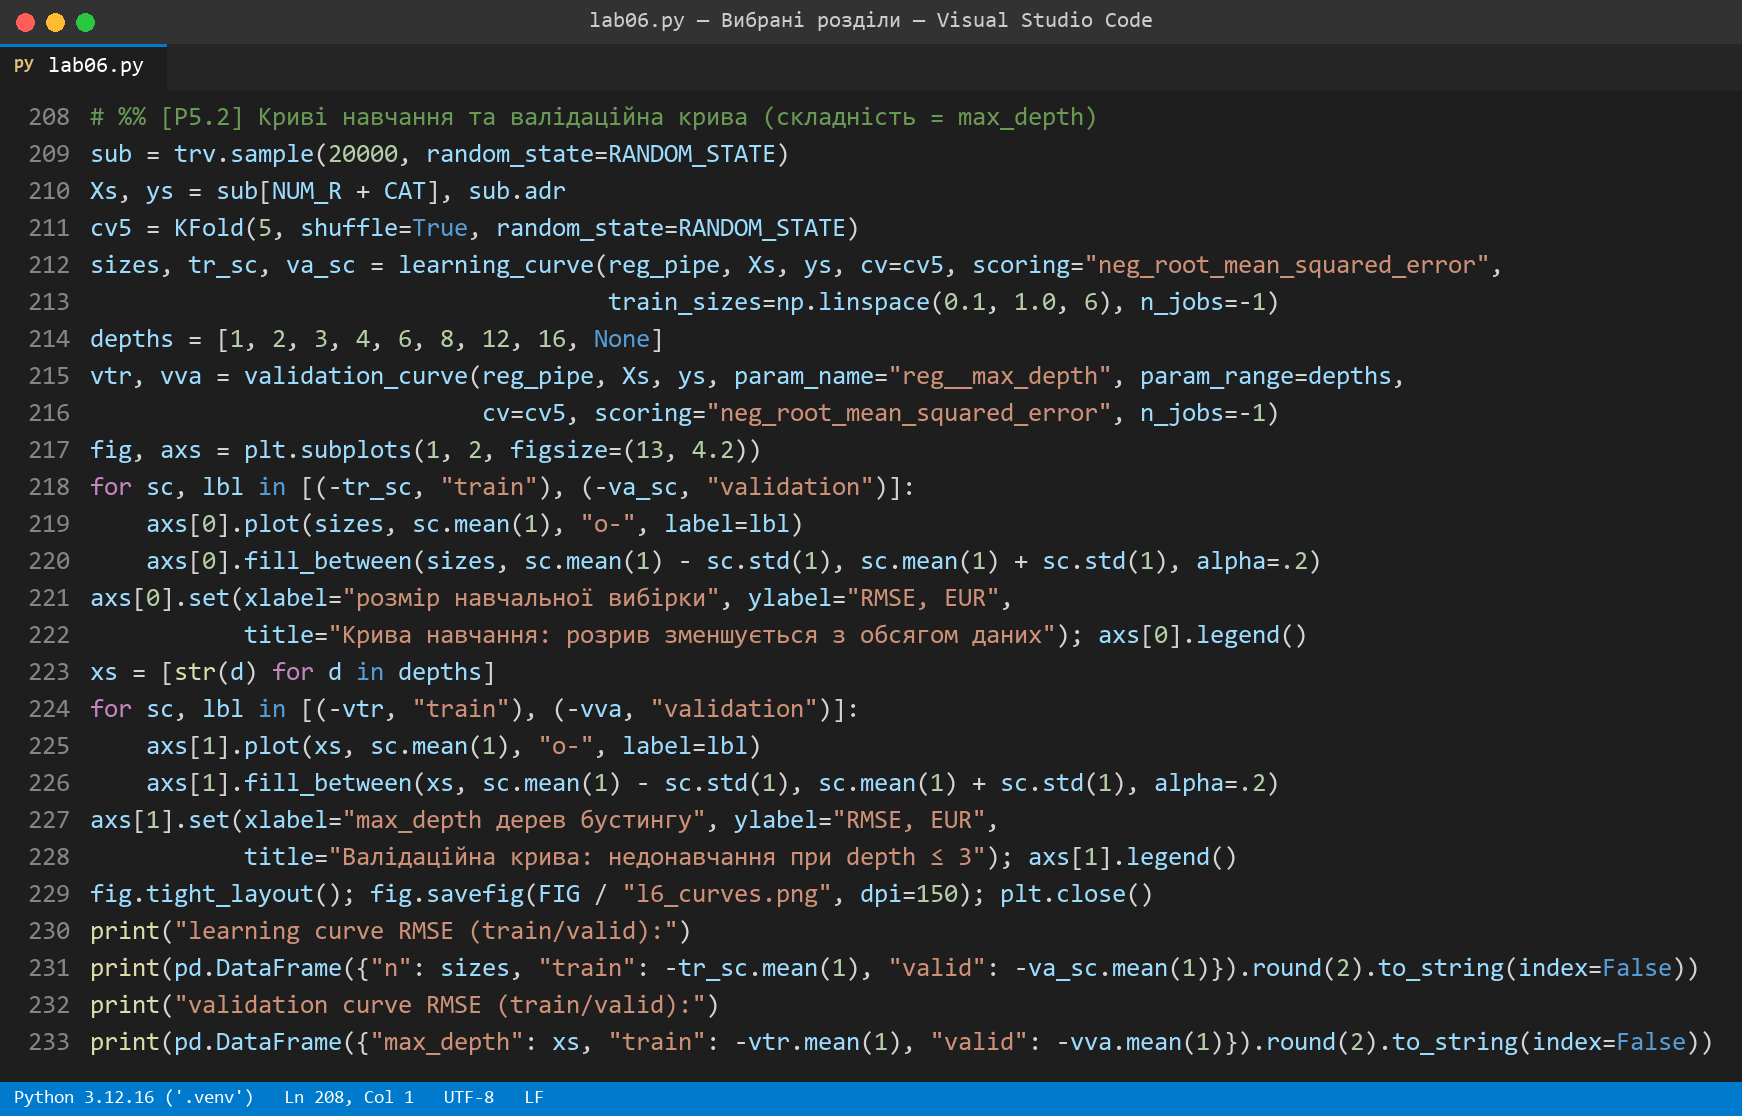 lab06.py — Вибрані розділи — Visual Studio Code
py lab06.py
208 # %% [P5.2] Криві навчання та валідаційна крива (складність = max_depth)
209 sub = trv.sample(20000, random_state=RANDOM_STATE)
210 Xs, ys = sub[NUM_R + CAT], sub.adr
211 cv5 = KFold(5, shuffle=True, random_state=RANDOM_STATE)
212 sizes, tr_sc, va_sc = learning_curve(reg_pipe, Xs, ys, cv=cv5, scoring="neg_root_mean_squared_error",
213                                      train_sizes=np.linspace(0.1, 1.0, 6), n_jobs=-1)
214 depths = [1, 2, 3, 4, 6, 8, 12, 16, None]
215 vtr, vva = validation_curve(reg_pipe, Xs, ys, param_name="reg__max_depth", param_range=depths,
216                             cv=cv5, scoring="neg_root_mean_squared_error", n_jobs=-1)
217 fig, axs = plt.subplots(1, 2, figsize=(13, 4.2))
218 for sc, lbl in [(-tr_sc, "train"), (-va_sc, "validation")]:
219     axs[0].plot(sizes, sc.mean(1), "o-", label=lbl)
220     axs[0].fill_between(sizes, sc.mean(1) - sc.std(1), sc.mean(1) + sc.std(1), alpha=.2)
221 axs[0].set(xlabel="розмір навчальної вибірки", ylabel="RMSE, EUR",
222            title="Крива навчання: розрив зменшується з обсягом даних"); axs[0].legend()
223 xs = [str(d) for d in depths]
224 for sc, lbl in [(-vtr, "train"), (-vva, "validation")]:
225     axs[1].plot(xs, sc.mean(1), "o-", label=lbl)
226     axs[1].fill_between(xs, sc.mean(1) - sc.std(1), sc.mean(1) + sc.std(1), alpha=.2)
227 axs[1].set(xlabel="max_depth дерев бустингу", ylabel="RMSE, EUR",
228            title="Валідаційна крива: недонавчання при depth ≤ 3"); axs[1].legend()
229 fig.tight_layout(); fig.savefig(FIG / "l6_curves.png", dpi=150); plt.close()
230 print("learning curve RMSE (train/valid):")
231 print(pd.DataFrame({"n": sizes, "train": -tr_sc.mean(1), "valid": -va_sc.mean(1)}).round(2).to_string(index=False))
232 print("validation curve RMSE (train/valid):")
233 print(pd.DataFrame({"max_depth": xs, "train": -vtr.mean(1), "valid": -vva.mean(1)}).round(2).to_string(index=False))
Python 3.12.16 ('.venv') Ln 208, Col 1 UTF-8 LF